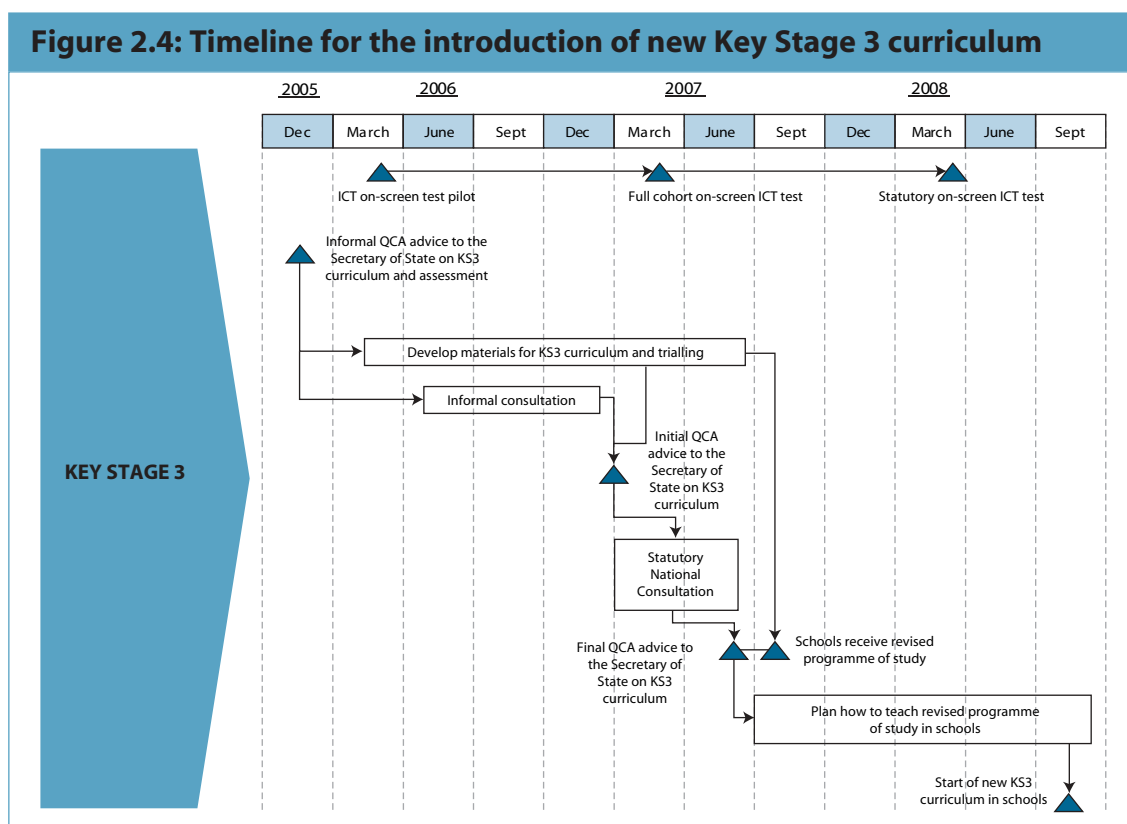 Figure 2.4: Timeline for the introduction of new Key Stage 3 curriculum
2005 2006 2007 2008
Dec March June Sept Dec March June Sept Dec March June Sept
ICT on-screen test pilot
Full cohort on-screen ICT test
Statutory on-screen ICT test
Informal QCA advice to the
Secretary of State on KS3
curriculum and assessment
Develop materials for KS3 curriculum and trialling
Informal consultation
KEY STAGE 3
Initial QCA
advice to the
Secretary of
State on KS3
curriculum
Statutory
National
Consultation
Final QCA advice to
the Secretary of
State on KS3
curriculum
Schools receive revised
programme of study
Plan how to teach revised programme
of study in schools
Start of new KS3
curriculum in schools